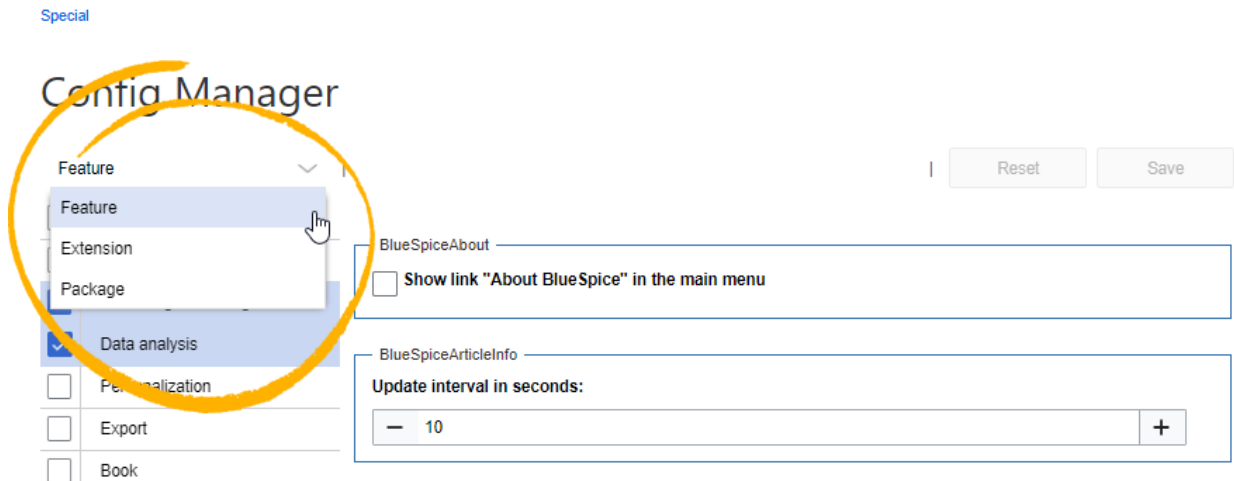 Special
Config Manager
Feature
| | Reset Save
Feature
Extension
Package
Data analysis
Personalization
Export
Book
BlueSpiceAbout
Show link "About BlueSpice" in the main menu
BlueSpiceArticleInfo
Update interval in seconds:
10